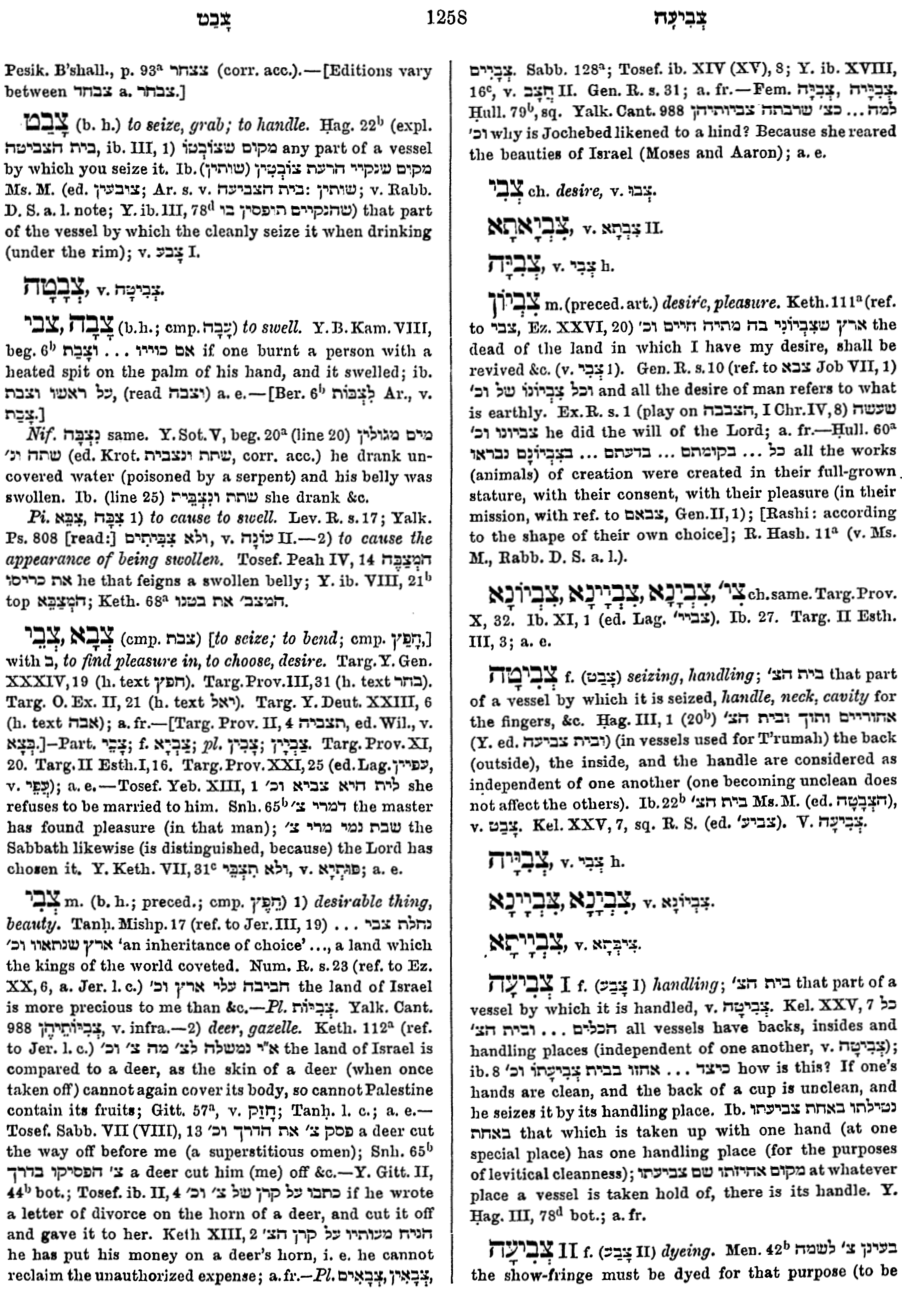 צָבַט 1258 צְבִיעָה
Pesik. B'shall., p. 93ᵃ צצחר (corr. acc.).—[Editions vary
between צבחר a. צבחר.]
צָבַט (b. h.) to seize, grab; to handle. Ḥag. 22ᵇ (expl.
בית הצביטה, ib. III, 1) מקום שצובטו any part of a vessel
by which you seize it. Ib. מקום שנקיי הדעת צובטין (שותין)
Ms. M. (ed. צובעין; Ar. s. v. בית הצביעה: שותין; v. Rabb.
D. S. a. l. note; Y. ib. III, 78ᵈ שהנקיים תופסין בו) that part
of the vessel by which the cleanly seize it when drinking
(under the rim); v. צָבַע I.
צְבָטָה, v. צְבִיטָה.
צָבָה, צבי (b. h.; cmp. עָבָה) to swell. Y. B. Kam. VIII,
beg. 6ᵇ אם כוייו ... וצָבַת if one burnt a person with a
heated spit on the palm of his hand, and it swelled; ib.
על ראשו וצבת, (read וצבה) a. e.—[Ber. 6ᵇ לִצְבּוֹת Ar., v.
צָבַת.]
Nif. נִצְבָּה same. Y. Sot. V, beg. 20ᵃ (line 20) מים מגולין
שתה ונ' (ed. Krot. שתת ונצבית, corr. acc.) he drank un-
covered water (poisoned by a serpent) and his belly was
swollen. Ib. (line 25) שתת ונִצְבֵּית she drank &c.
Pi. צִבָּה, צִבָּא 1) to cause to swell. Lev. R. s. 17; Yalk.
Ps. 808 [read:] ולא צִבִּיתִים, v. עוֹנָה II.—2) to cause the
appearance of being swollen. Tosef. Peah IV, 14 המְצַבֶּה
את כריסו he that feigns a swollen belly; Y. ib. VIII, 21ᵇ
top המְצַבֵּא; Keth. 68ᵃ המצב' את בטנו.
צְבָא, צְבֵי (cmp. צבת) [to seize; to bend; cmp. חָפֵץ,]
with ב, to find pleasure in, to choose, desire. Targ. Y. Gen.
XXXIV, 19 (h. text חפץ). Targ. Prov. III, 31 (h. text בחר).
Targ. O. Ex. II, 21 (h. text יאל). Targ. Y. Deut. XXIII, 6
(h. text אבה); a. fr.—[Targ. Prov. II, 4 תצביה, ed. Wil., v.
בְּצָא.]—Part. צָבֵי; f. צָבְיָא; pl. צָבַן; צָבְיָין. Targ. Prov. XI,
20. Targ. II Esth. I, 16. Targ. Prov. XXI, 25 (ed. Lag. עפיין,
v. עֲפֵי); a. e.—Tosef. Yeb. XIII, 1 לית היא צביא וכ' she
refuses to be married to him. Snh. 65ᵇ דמרי צ' the master
has found pleasure (in that man); שבת נמי מרי צ' the
Sabbath likewise (is distinguished, because) the Lord has
chosen it. Y. Keth. VII, 31ᶜ ולא תִצְבֵּי, v. פּוּתְיָא; a. e.
צְבִי m. (b. h.; preced.; cmp. חֵפֶץ) 1) desirable thing,
beauty. Tanḥ. Mishp. 17 (ref. to Jer. III, 19) נחלת צבי ...
ארץ שנתאוו וכ' 'an inheritance of choice' ..., a land which
the kings of the world coveted. Num. R. s. 23 (ref. to Ez.
XX, 6, a. Jer. l. c.) חביבה עלי ארץ וכ' the land of Israel
is more precious to me than &c.—Pl. צְבִיּוֹת. Yalk. Cant.
988 צִבְיוֹתֵיהֶן, v. infra.—2) deer, gazelle. Keth. 112ᵃ (ref.
to Jer. l. c.) א"י נמשלה לצ' מה צ' וכ' the land of Israel is
compared to a deer, as the skin of a deer (when once
taken off) cannot again cover its body, so cannot Palestine
contain its fruits; Gitt. 57ᵃ, v. חָזַק; Tanḥ. l. c.; a. e.—
Tosef. Sabb. VII (VIII), 13 פסק צ' את הדרך וכ' a deer cut
the way off before me (a superstitious omen); Snh. 65ᵇ
צ' הפסיקו בדרך a deer cut him (me) off &c.—Y. Gitt. II,
44ᵇ bot.; Tosef. ib. II, 4 כתבו על קרן של צ' וכ' if he wrote
a letter of divorce on the horn of a deer, and cut it off
and gave it to her. Keth XIII, 2 הניח מעותיו על קרן הצ'
he has put his money on a deer's horn, i. e. he cannot
reclaim the unauthorized expense; a. fr.—Pl. צְבָאִין, צְבָאִים,
צְבָיִים. Sabb. 128ᵃ; Tosef. ib. XIV (XV), 8; Y. ib. XVIII,
16ᶜ, v. חָצַב II. Gen. R. s. 31; a. fr.—Fem. צְבִיָּה, צְבִיָּיה.
Hull. 79ᵇ, sq. Yalk. Cant. 988 למה ... כצ' שרבתה צביותיהן
וכ' why is Jochebed likened to a hind? Because she reared
the beauties of Israel (Moses and Aaron); a. e.
צְבִי ch. desire, v. צְבוּ.
צִבְיָאתָא, v. צִבְתָא II.
צְבִיָּה, v. צְבִי h.
צִבְיוֹן m. (preced. art.) desire, pleasure. Keth. 111ᵃ (ref.
to צבי, Ez. XXVI, 20) ארץ שצביוני בה מתיה חיים וכ' the
dead of the land in which I have my desire, shall be
revived &c. (v. צְבִי 1). Gen. R. s. 10 (ref. to צבא Job VII, 1)
וכל צִבְיוֹנוֹ של וכ' and all the desire of man refers to what
is earthly. Ex. R. s. 1 (play on הצבבה, I Chr. IV, 8) שעשה
צביונו וכ' he did the will of the Lord; a. fr.—Hull. 60ᵃ
כל ... בקומתם ... בדעתם ... בצִבְיוֹנָם נבראו all the works
(animals) of creation were created in their full-grown
stature, with their consent, with their pleasure (in their
mission, with ref. to צבאם, Gen. II, 1); [Rashi: according
to the shape of their own choice]; R. Hash. 11ᵃ (v. Ms.
M., Rabb. D. S. a. l.).
צִבְיוֹנָא, צִבְיָינָא, צִבְיָנָא, צי' ch. same. Targ. Prov.
X, 32. Ib. XI, 1 (ed. Lag. צביי'). Ib. 27. Targ. II Esth.
III, 3; a. e.
צְבִיטָה f. (צָבַט) seizing, handling; בית הצ' that part
of a vessel by which it is seized, handle, neck, cavity for
the fingers, &c. Ḥag. III, 1 (20ᵇ) אחוריים ותוך ובית הצ'
(Y. ed. ובית צביעה) (in vessels used for T'rumah) the back
(outside), the inside, and the handle are considered as
independent of one another (one becoming unclean does
not affect the others). Ib. 22ᵇ בית הצ' Ms. M. (ed. הצְבָטָה),
v. צָבַט. Kel. XXV, 7, sq. R. S. (ed. צביע'). V. צְבִיעָה.
צְבִיָּיה, v. צְבִי h.
צִבְיָינָא, צִבְיָנָא, v. צִבְיוֹנָא.
צִבְיָיתָא, v. צִיבְּתָא.
צְבִיעָה I f. (צָבַע I) handling; בית הצ' that part of a
vessel by which it is handled, v. צְבִיטָה. Kel. XXV, 7 כל
הכלים ... ובית הצ' all vessels have backs, insides and
handling places (independent of one another, v. צְבִיטָה);
ib. 8 כיצד ... אחזו בבית צְבִיעָתוֹ וכ' how is this? If one's
hands are clean, and the back of a cup is unclean, and
he seizes it by its handling place. Ib. נטילתו באחת צביעתו
באחת that which is taken up with one hand (at one
special place) has one handling place (for the purposes
of levitical cleanness); מקום אחיזתו שם צביעתו at whatever
place a vessel is taken hold of, there is its handle. Y.
Ḥag. III, 78ᵈ bot.; a. fr.
צְבִיעָה II f. (צָבַע II) dyeing. Men. 42ᵇ בעינן צ' לשמה
the show-fringe must be dyed for that purpose (to be